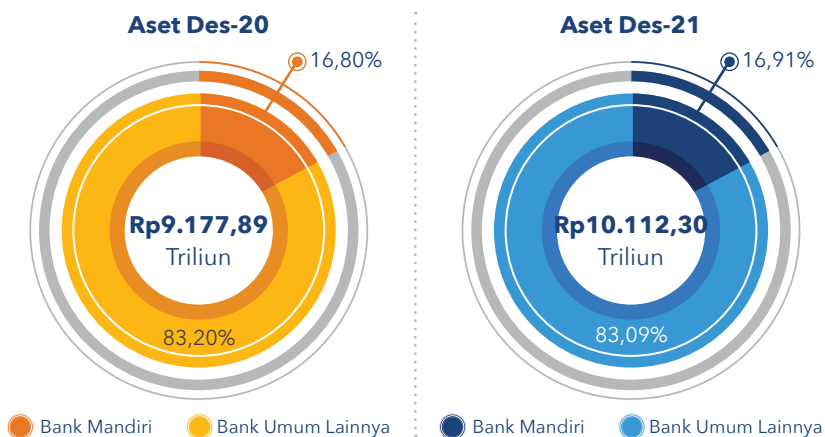 Aset Des-20
16,80%
Rp9.177,89
Triliun
83,20%
Bank Mandiri
Bank Umum Lainnya
Aset Des-21
16,91%
Rp10.112,30
Triliun
83,09%
Bank Mandiri
Bank Umum Lainnya